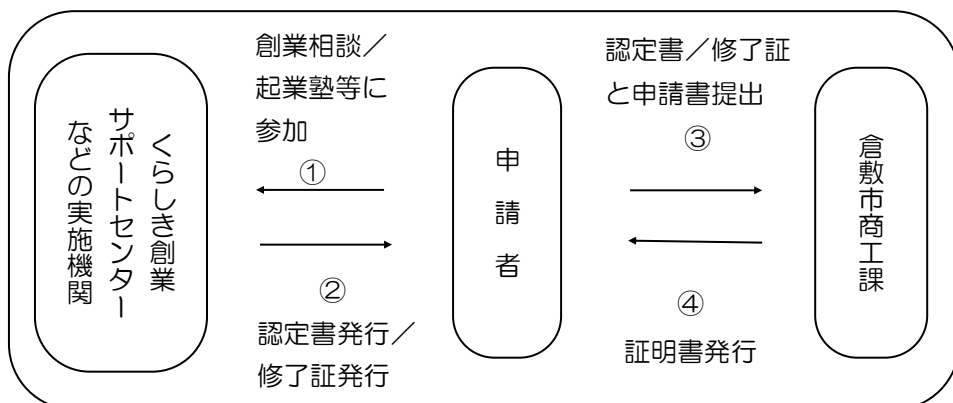 くらしき創業
サポートセンター
などの実施機関
創業相談／
起業塾等に
参加
①
②
認定書発行／
修了証発行
申請者
認定書／修了証
と申請書提出
③
④
証明書発行
倉敷市商工課